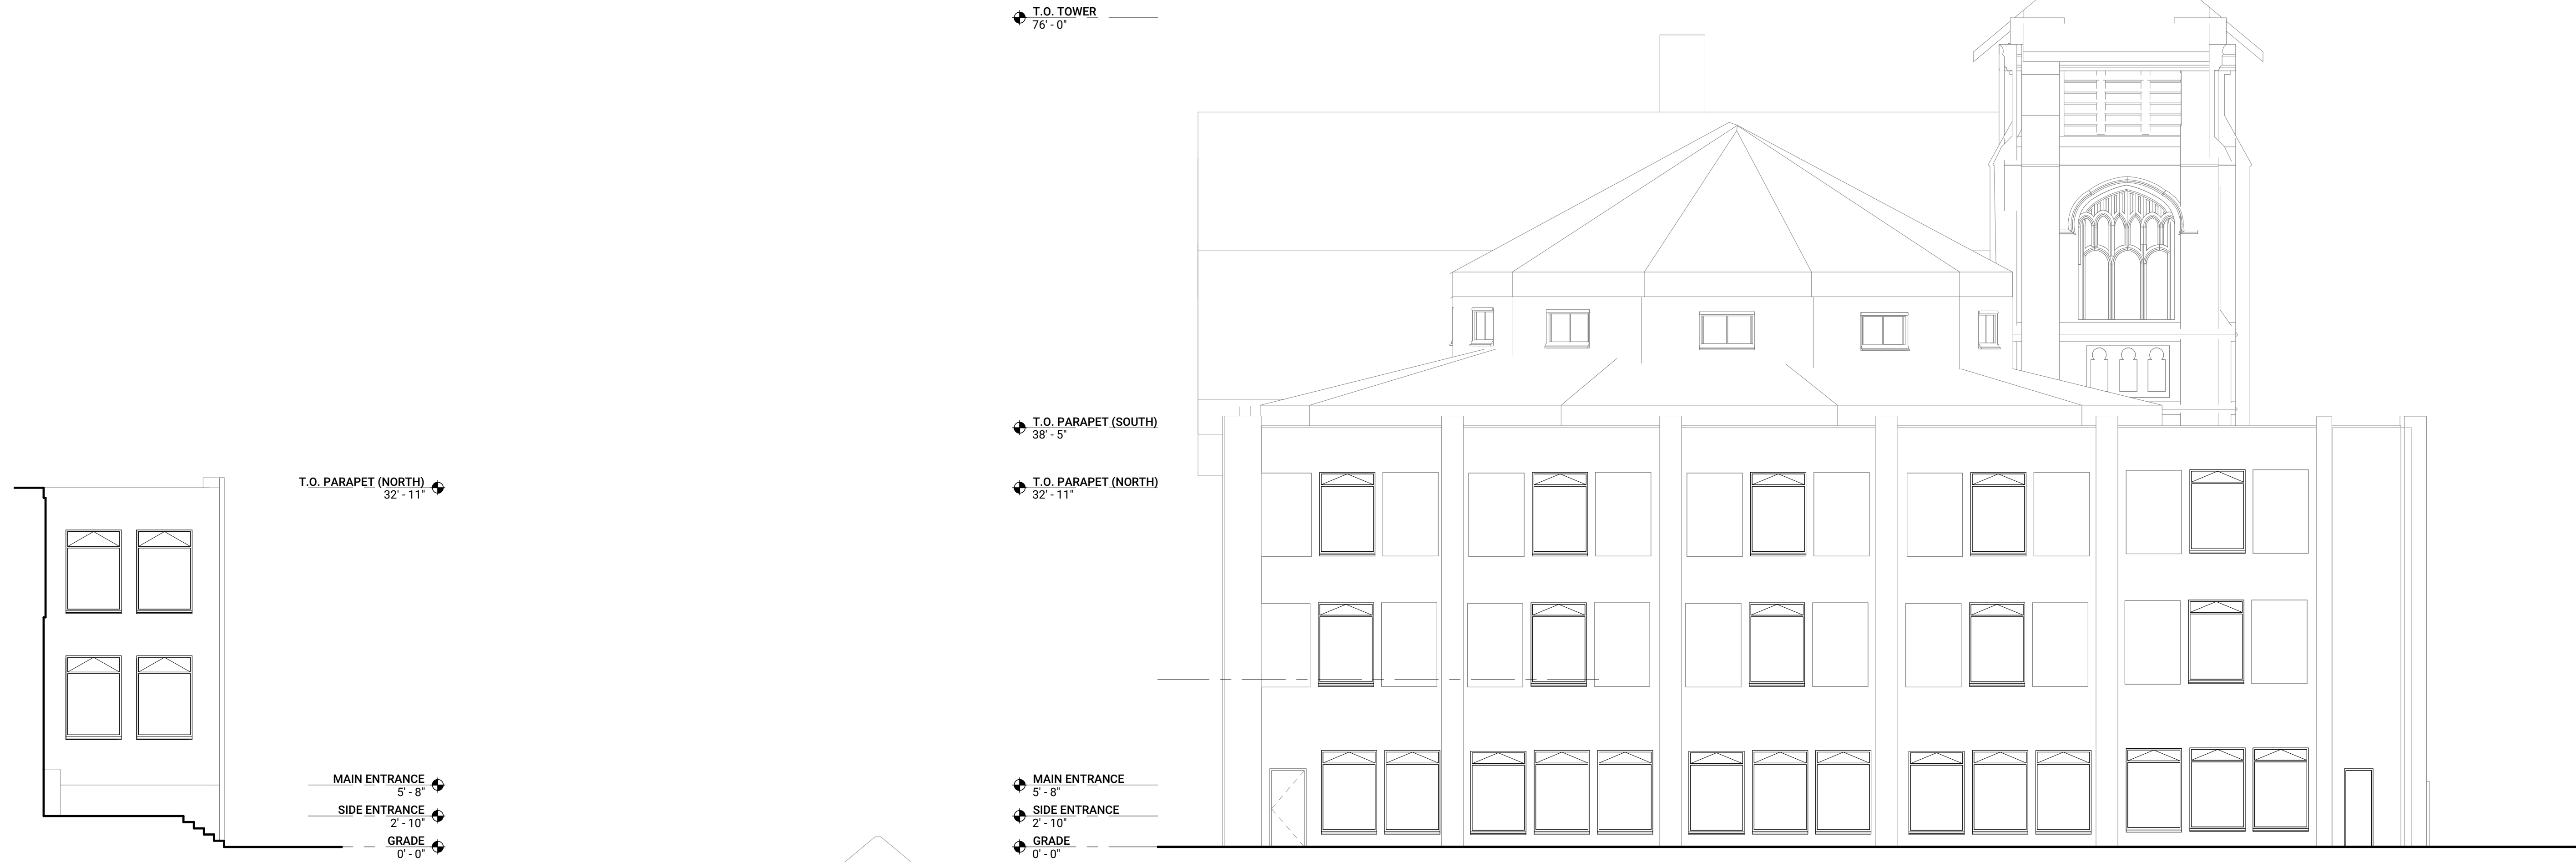 T.O. TOWER
76' - 0"
T.O. PARAPET (SOUTH)
38' - 5"
T.O. PARAPET (NORTH)
32' - 11"
T.O. PARAPET (NORTH)
32' - 11"
MAIN ENTRANCE
5' - 8"
SIDE ENTRANCE
2' - 10"
GRADE
0' - 0"
MAIN ENTRANCE
5' - 8"
SIDE ENTRANCE
2' - 10"
GRADE
0' - 0"